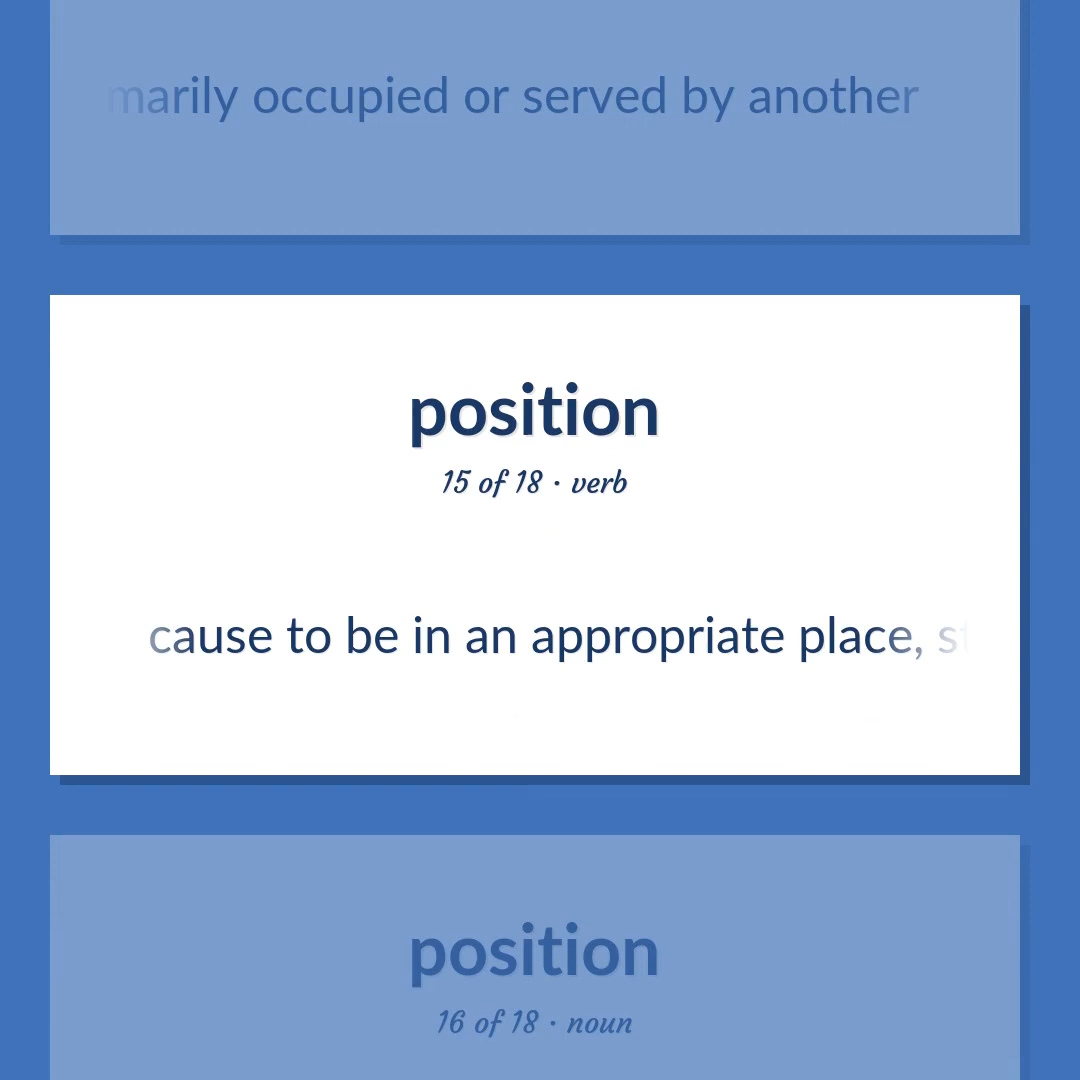 marily occupied or served by another
position
15 of 18 · verb
cause to be in an appropriate place, st
position
16 of 18 · noun